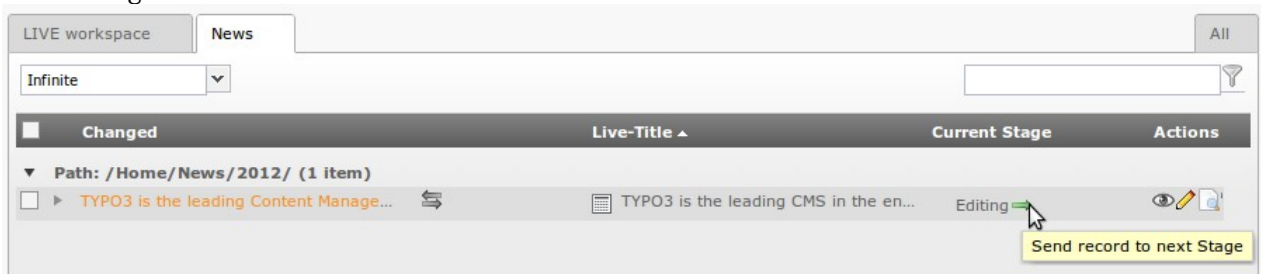 LIVE workspace News All
Infinite
Changed Live-Title Current Stage Actions
Path: /Home/News/2012/ (1 item)
TYPO3 is the leading Content Manage... TYPO3 is the leading CMS in the en... Editing
Send record to next Stage